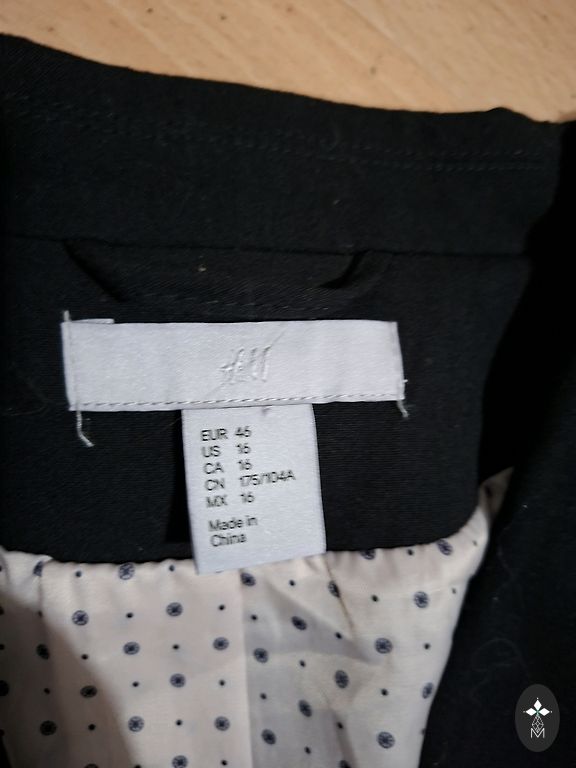 H&M
EUR 46
US 16
CA 16
CN 175/104A
MX 16
Made in
China
M